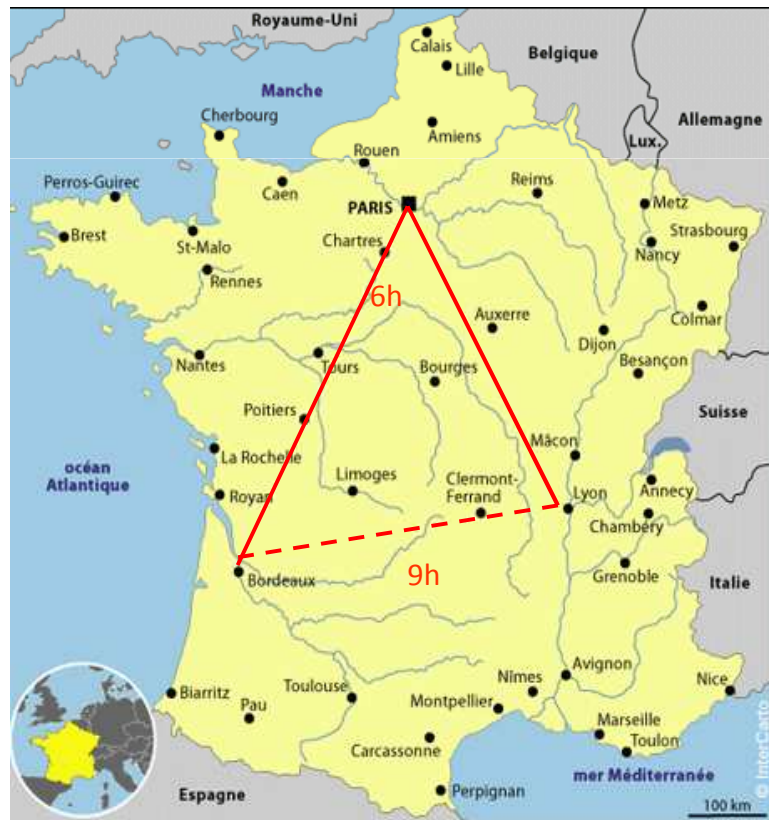 Royaume-Uni
Calais
Lille
Belgique
Manche
Cherbourg
Amiens
Allemagne
Lux.
Rouen
Perros-Guirec
Caen
Reims
Metz
PARIS
Brest
St-Malo
Chartres
Strasbourg
Nancy
Rennes
6h
Auxerre
Colmar
Dijon
Nantes
Tours
Bourges
Besançon
Poitiers
Suisse
Mâcon
La Rochelle
océan
Atlantique
Limoges
Clermont-
Ferrand
Royan
Lyon
Annecy
Chambéry
Bordeaux
9h
Grenoble
Italie
Avignon
Biarritz
Pau
Toulouse
Nîmes
Nice
Montpellier
Marseille
Toulon
Carcassonne
mer Méditerranée
Espagne
Perpignan
100 km
© InterCarto